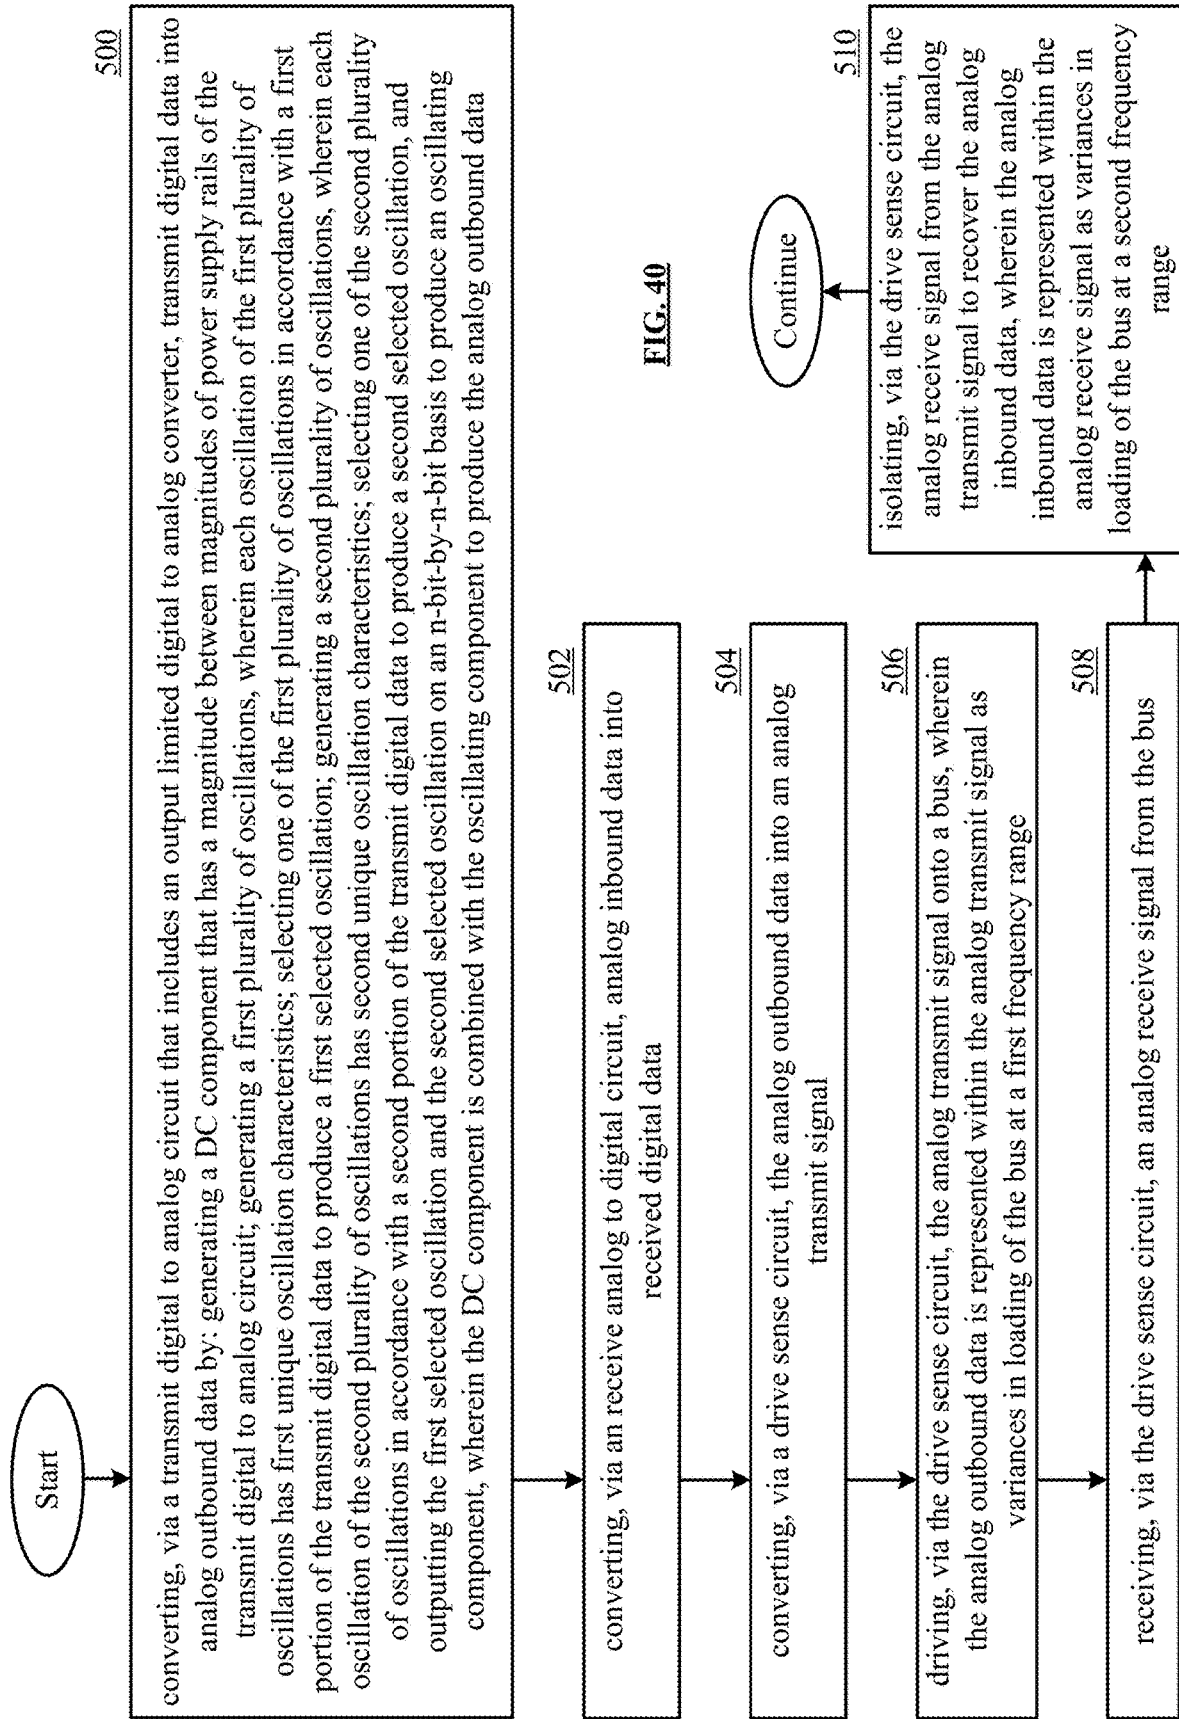 Start
500
converting, via a transmit digital to analog circuit that includes an output limited digital to analog converter, transmit digital data into
analog outbound data by: generating a DC component that has a magnitude between magnitudes of power supply rails of the
transmit digital to analog circuit; generating a first plurality of oscillations, wherein each oscillation of the first plurality of
oscillations has first unique oscillation characteristics; selecting one of the first plurality of oscillations in accordance with a first
portion of the transmit digital data to produce a first selected oscillation; generating a second plurality of oscillations, wherein each
oscillation of the second plurality of oscillations has second unique oscillation characteristics; selecting one of the second plurality
of oscillations in accordance with a second portion of the transmit digital data to produce a second selected oscillation, and
outputting the first selected oscillation and the second selected oscillation on an n-bit-by-n-bit basis to produce an oscillating
component, wherein the DC component is combined with the oscillating component to produce the analog outbound data
502
converting, via an receive analog to digital circuit, analog inbound data into
received digital data
504
converting, via a drive sense circuit, the analog outbound data into an analog
transmit signal
506
driving, via the drive sense circuit, the analog transmit signal onto a bus, wherein
the analog outbound data is represented within the analog transmit signal as
variances in loading of the bus at a first frequency range
508
receiving, via the drive sense circuit, an analog receive signal from the bus
510
isolating, via the drive sense circuit, the
analog receive signal from the analog
transmit signal to recover the analog
inbound data, wherein the analog
inbound data is represented within the
analog receive signal as variances in
loading of the bus at a second frequency
range
Continue
FIG. 40